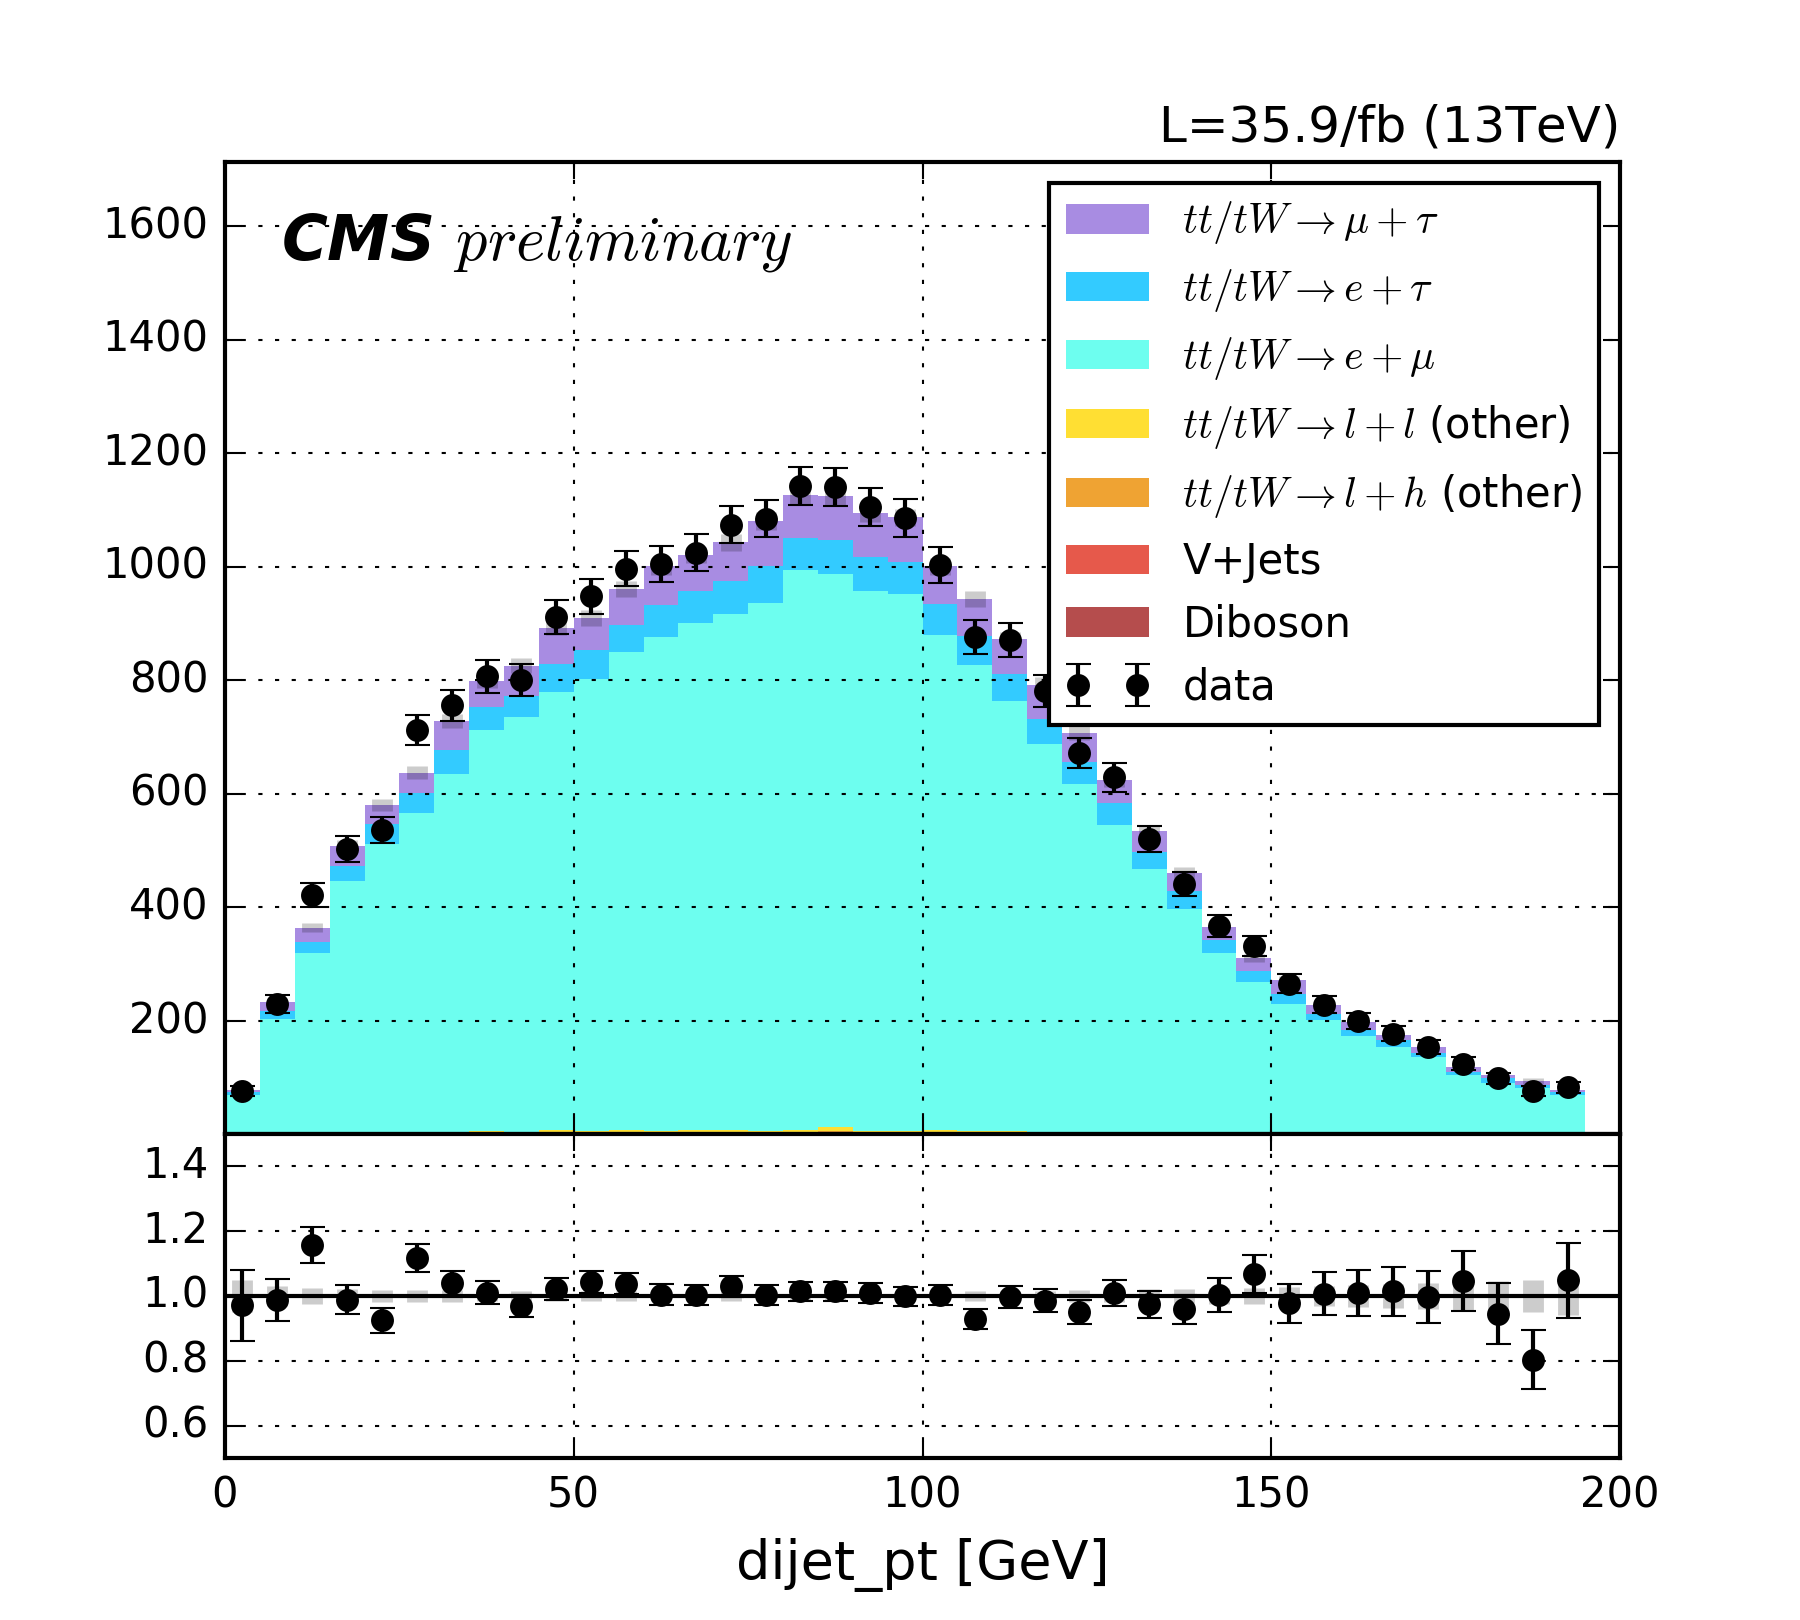 L=35.9/fb (13TeV)
CMS preliminary
1600
1400
1200
1000
800
600
400
200
tt/tW→μ+τ
tt/tW→e+τ
tt/tW→e+μ
tt/tW→l+l (other)
tt/tW→l+h (other)
V+Jets
Diboson
data
1.4
1.2
1.0
0.8
0.6
0 50 100 150 200
dijet_pt [GeV]